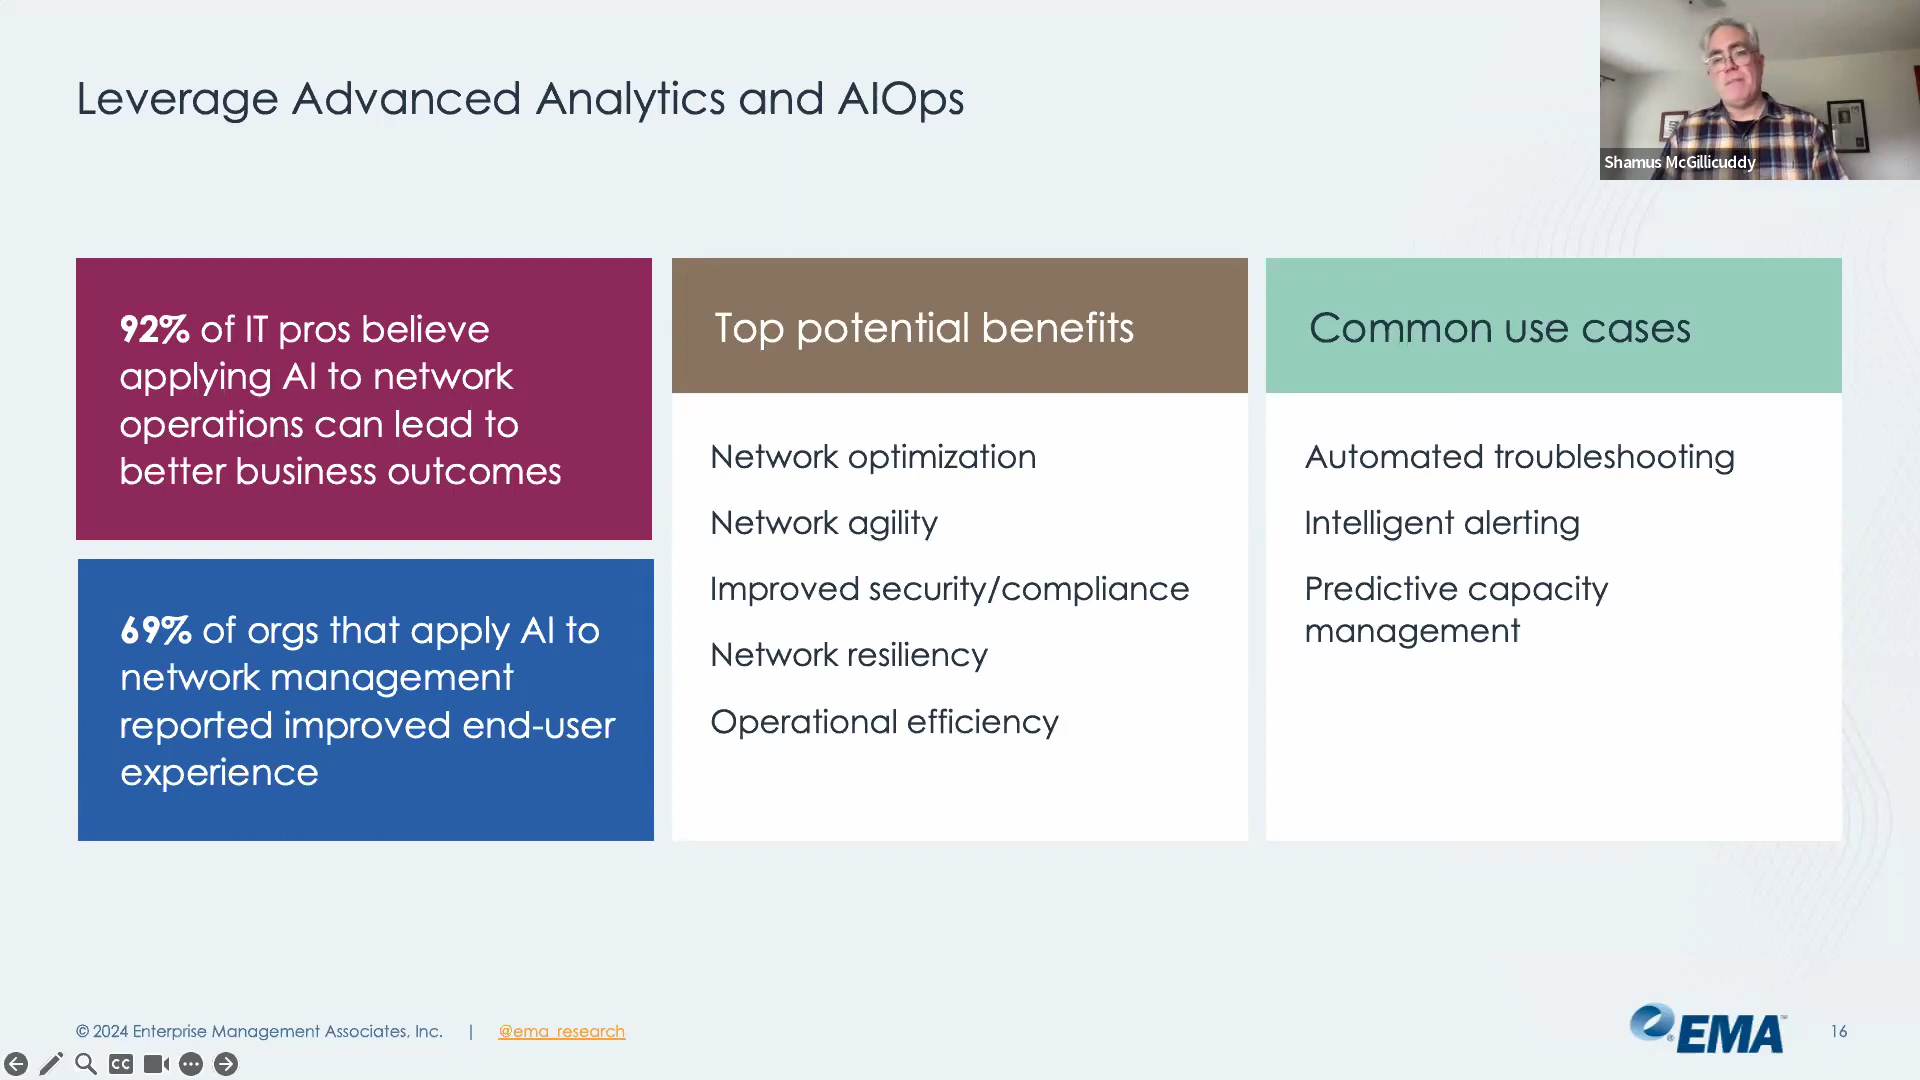 Leverage Advanced Analytics and AIOps
Shamus McGillicuddy
92% of IT pros believe
applying AI to network
operations can lead to
better business outcomes
69% of orgs that apply AI to
network management
reported improved end-user
experience
Top potential benefits
Network optimization
Network agility
Improved security/compliance
Network resiliency
Operational efficiency
Common use cases
Automated troubleshooting
Intelligent alerting
Predictive capacity
management
© 2024 Enterprise Management Associates, Inc. | @ema_research
EMA
16
CC